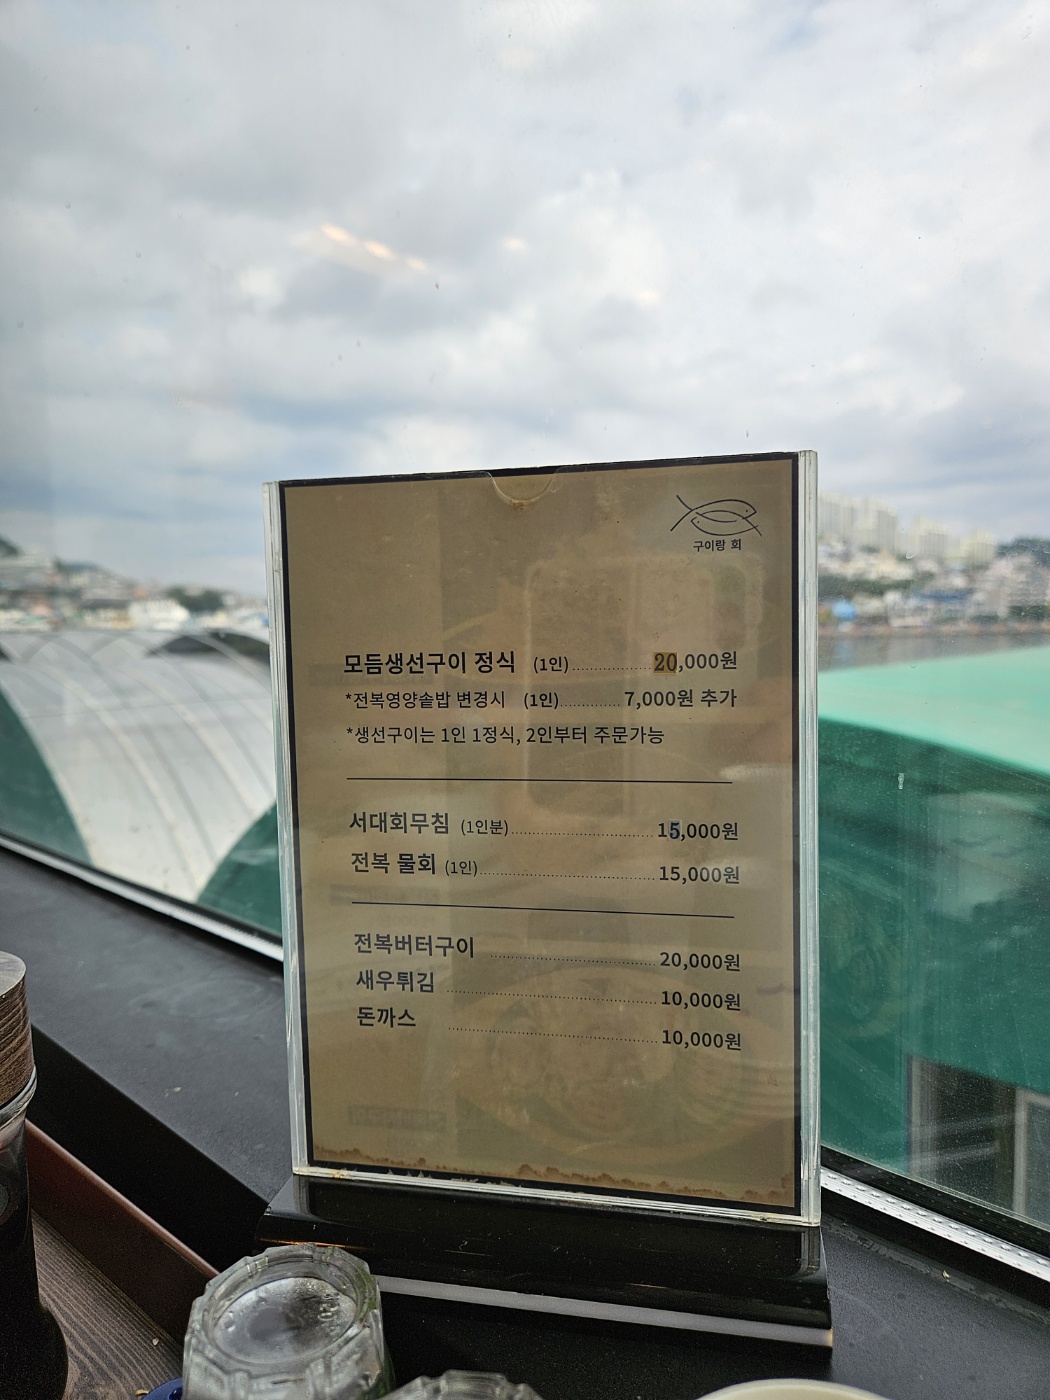 구이랑 회
모듬생선구이 정식 (1인) 20,000원
*전복영양솥밥 변경시 (1인) 7,000원 추가
*생선구이는 1인 1정식, 2인부터 주문가능
서대회무침 (1인분) 15,000원
전복 물회 (1인) 15,000원
전복버터구이 20,000원
새우튀김 10,000원
돈까스 10,000원